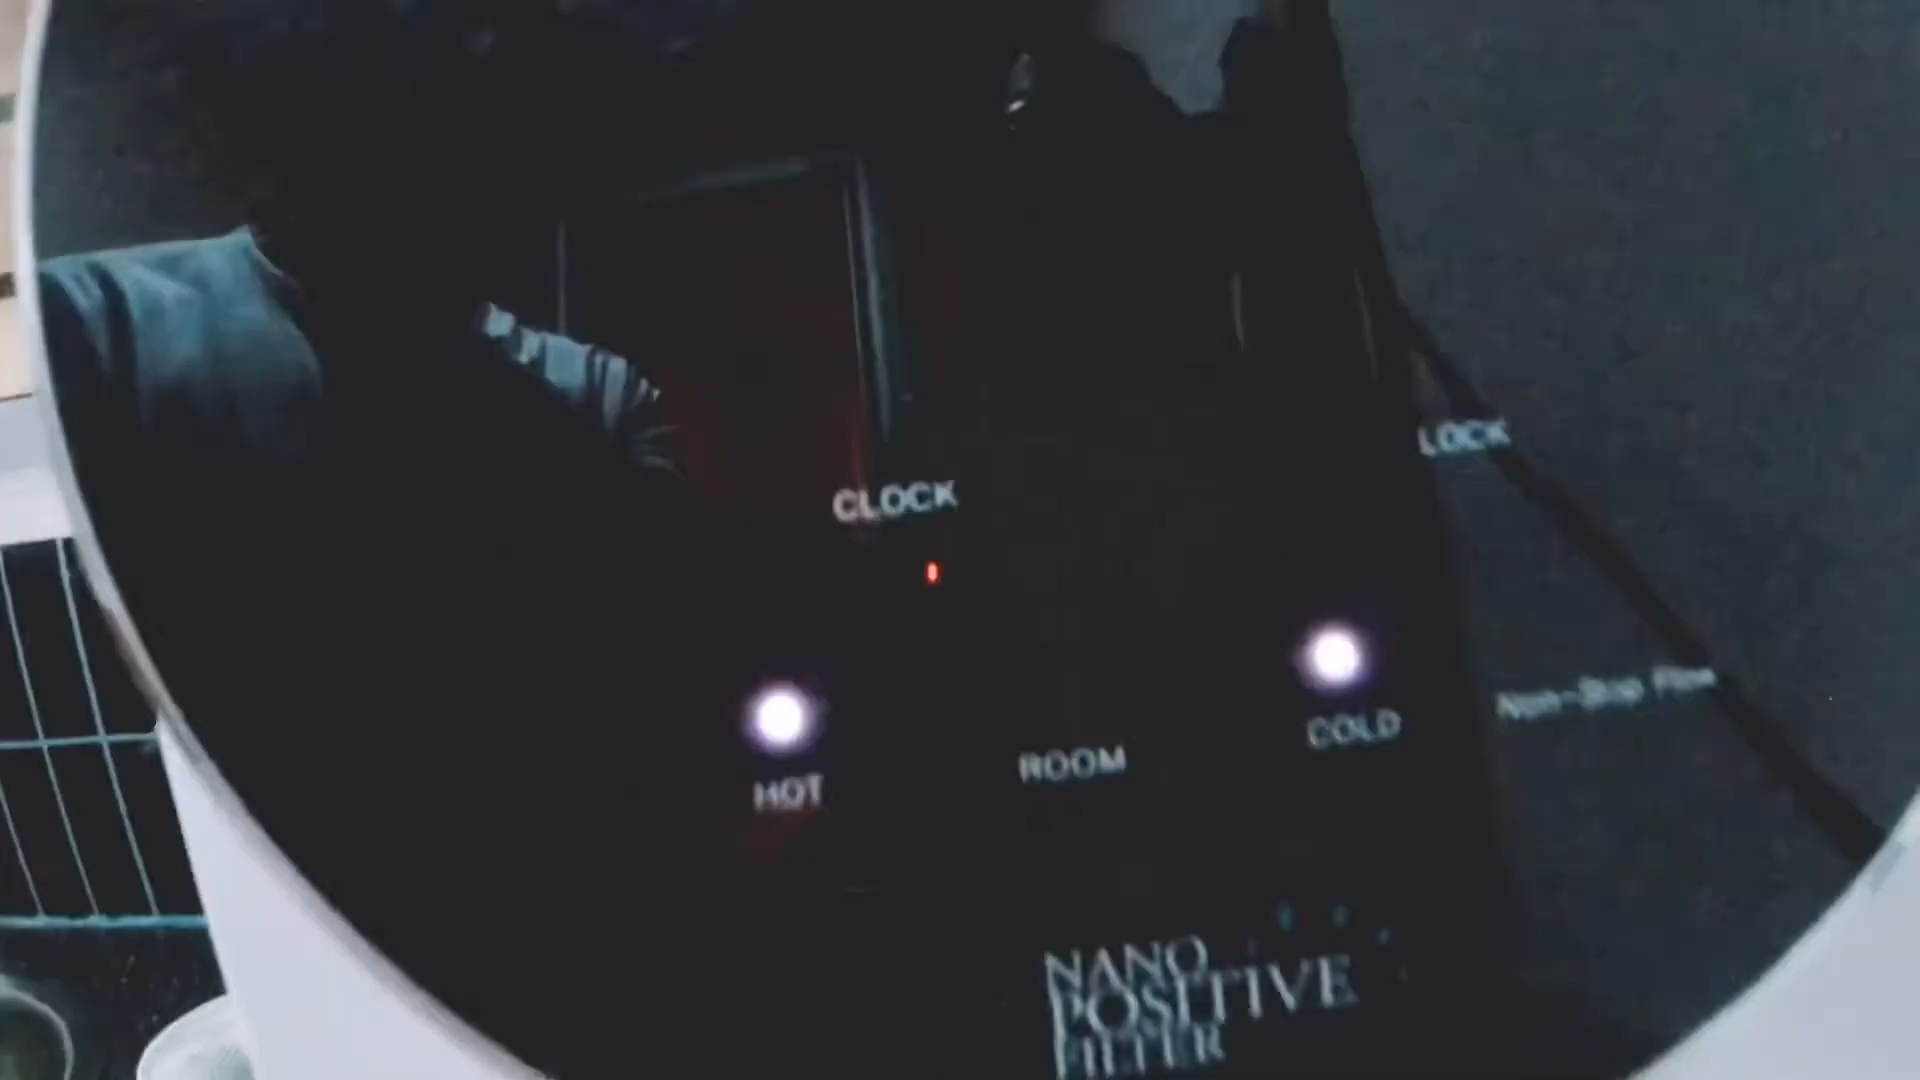 LOCK
CLOCK
Non-Stop Flow
COLD
ROOM
HOT
NANO
POSITIVE
FILTER